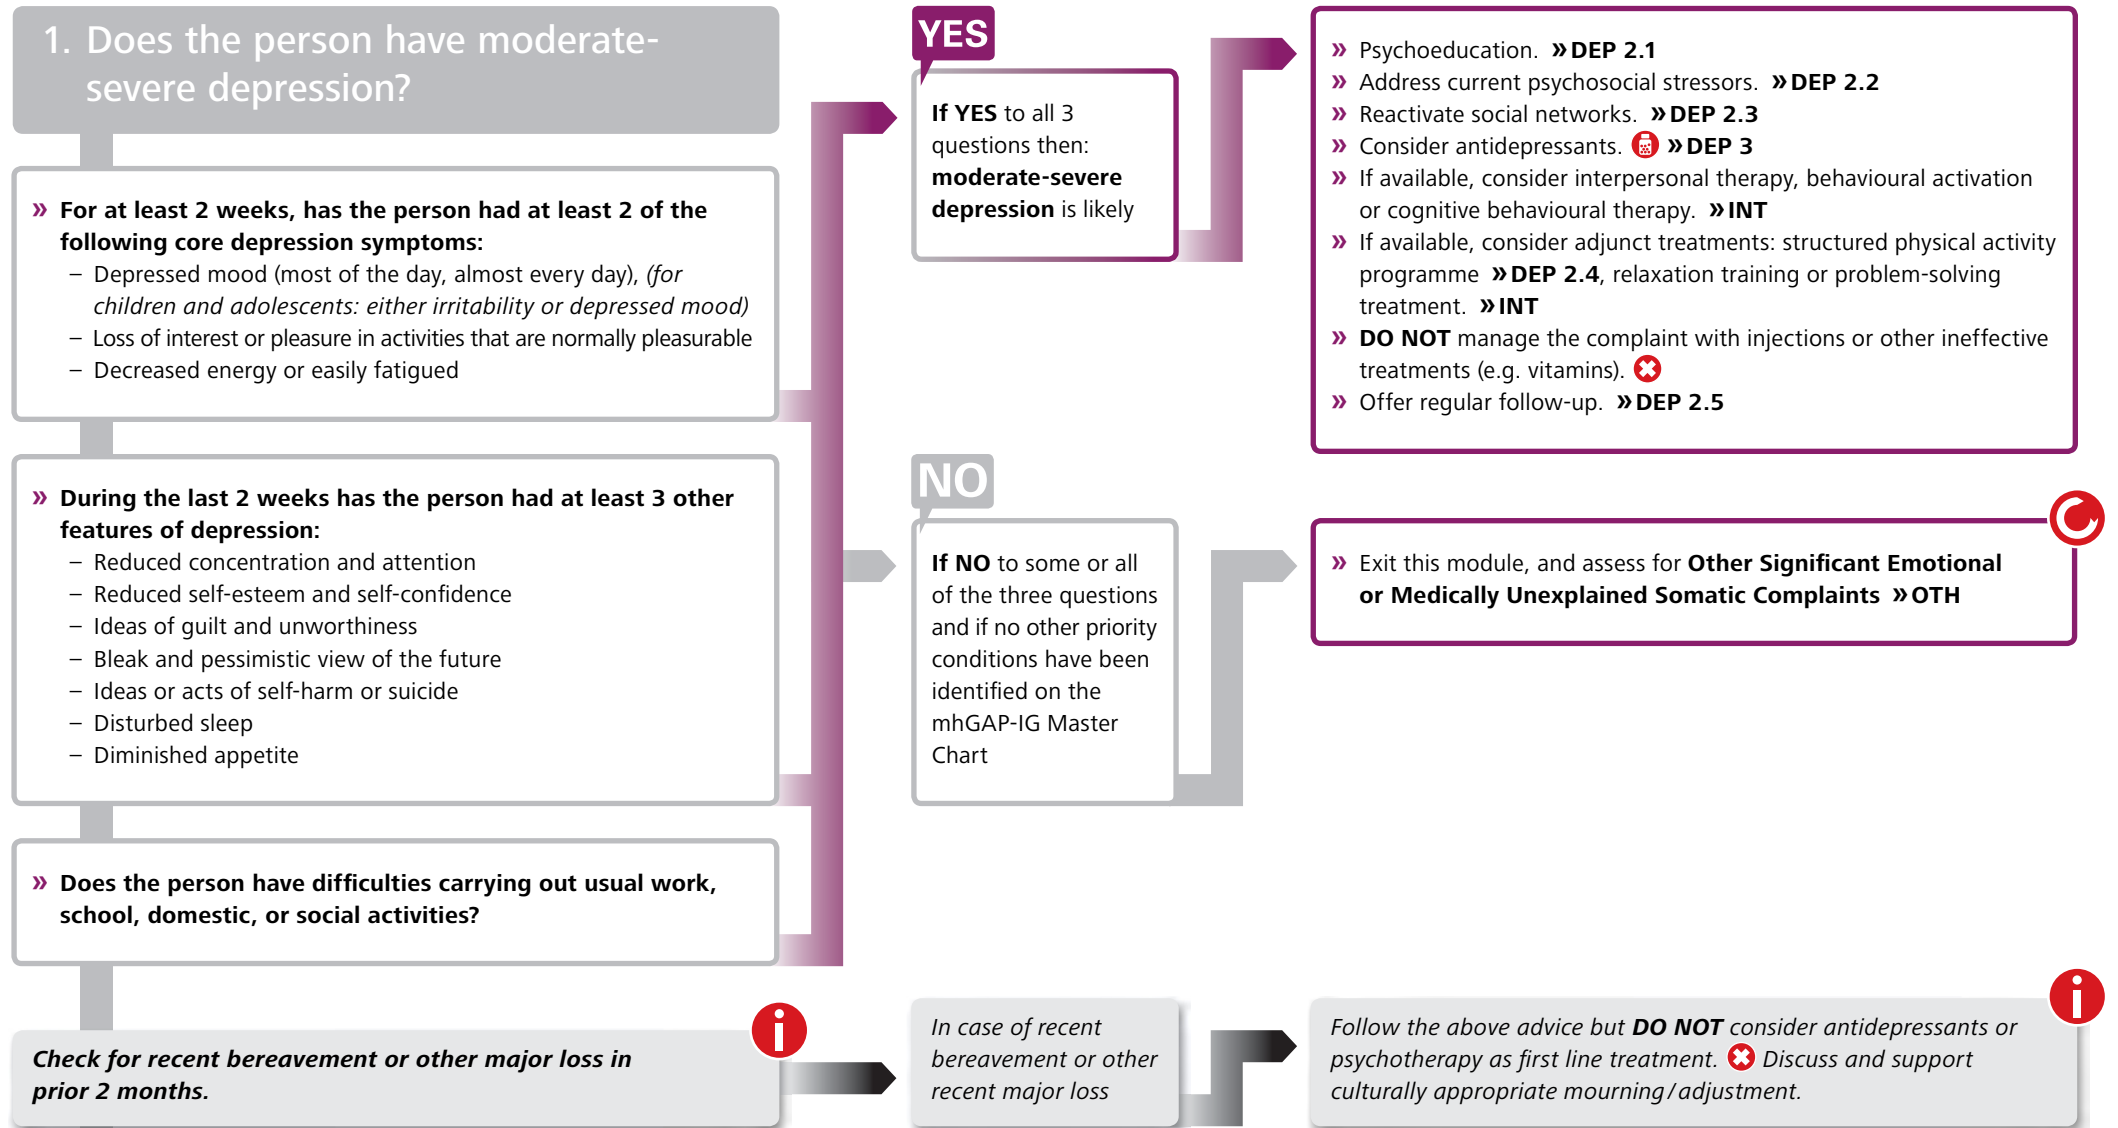 1. Does the person have moderate-
severe depression?
» For at least 2 weeks, has the person had at least 2 of the
following core depression symptoms:
– Depressed mood (most of the day, almost every day), (for
children and adolescents: either irritability or depressed mood)
– Loss of interest or pleasure in activities that are normally pleasurable
– Decreased energy or easily fatigued
» During the last 2 weeks has the person had at least 3 other
features of depression:
– Reduced concentration and attention
– Reduced self-esteem and self-confidence
– Ideas of guilt and unworthiness
– Bleak and pessimistic view of the future
– Ideas or acts of self-harm or suicide
– Disturbed sleep
– Diminished appetite
» Does the person have difficulties carrying out usual work,
school, domestic, or social activities?
Check for recent bereavement or other major loss in
prior 2 months.
i
YES
If YES to all 3
questions then:
moderate-severe
depression is likely
NO
If NO to some or all
of the three questions
and if no other priority
conditions have been
identified on the
mhGAP-IG Master
Chart
In case of recent
bereavement or other
recent major loss
» Psychoeducation. »DEP 2.1
» Address current psychosocial stressors. »DEP 2.2
» Reactivate social networks. »DEP 2.3
» Consider antidepressants. »DEP 3
» If available, consider interpersonal therapy, behavioural activation
or cognitive behavioural therapy. »INT
» If available, consider adjunct treatments: structured physical activity
programme »DEP 2.4, relaxation training or problem-solving
treatment. »INT
» DO NOT manage the complaint with injections or other ineffective
treatments (e.g. vitamins).
» Offer regular follow-up. »DEP 2.5
» Exit this module, and assess for Other Significant Emotional
or Medically Unexplained Somatic Complaints »OTH
i
Follow the above advice but DO NOT consider antidepressants or
psychotherapy as first line treatment. Discuss and support
culturally appropriate mourning/adjustment.